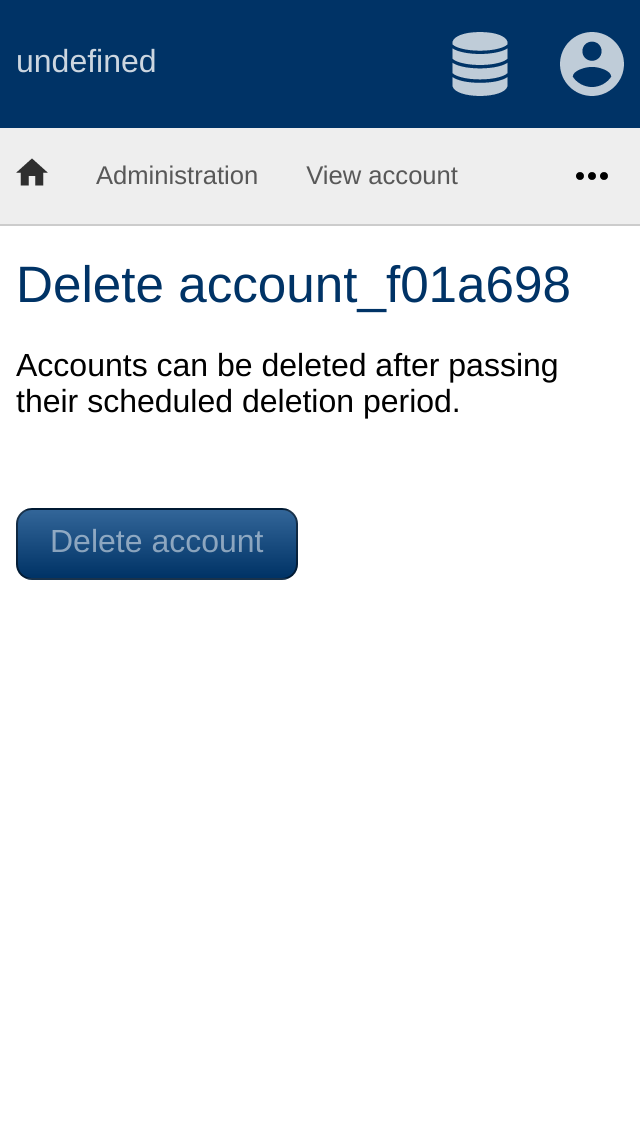 undefined
Administration View account
Delete account_f01a698
Accounts can be deleted after passing
their scheduled deletion period.
Delete account